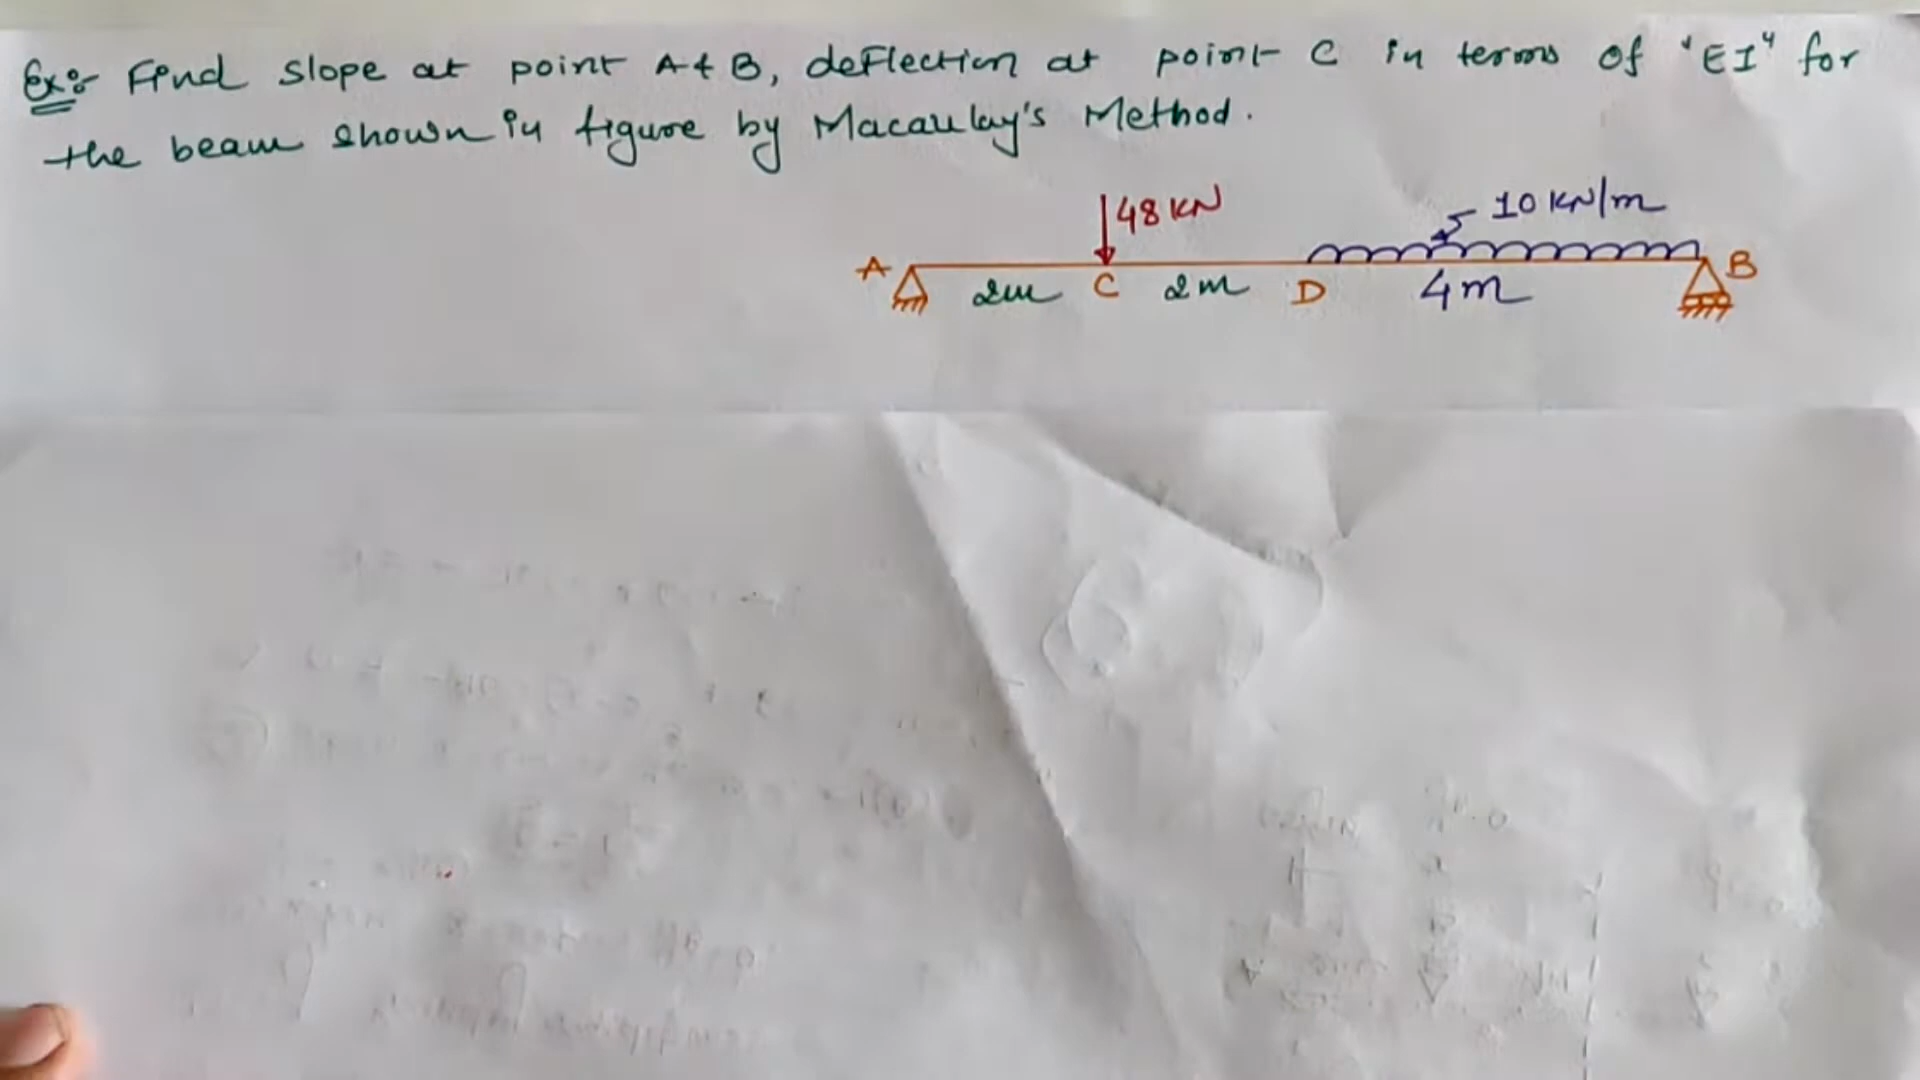 Ex:- Find slope at point A & B, deflection at point C in terms of "EI" for
the beam shown in figure by Macaulay's Method.
48 KN
10 KN/m
A
2m
C
2m
D
4m
B